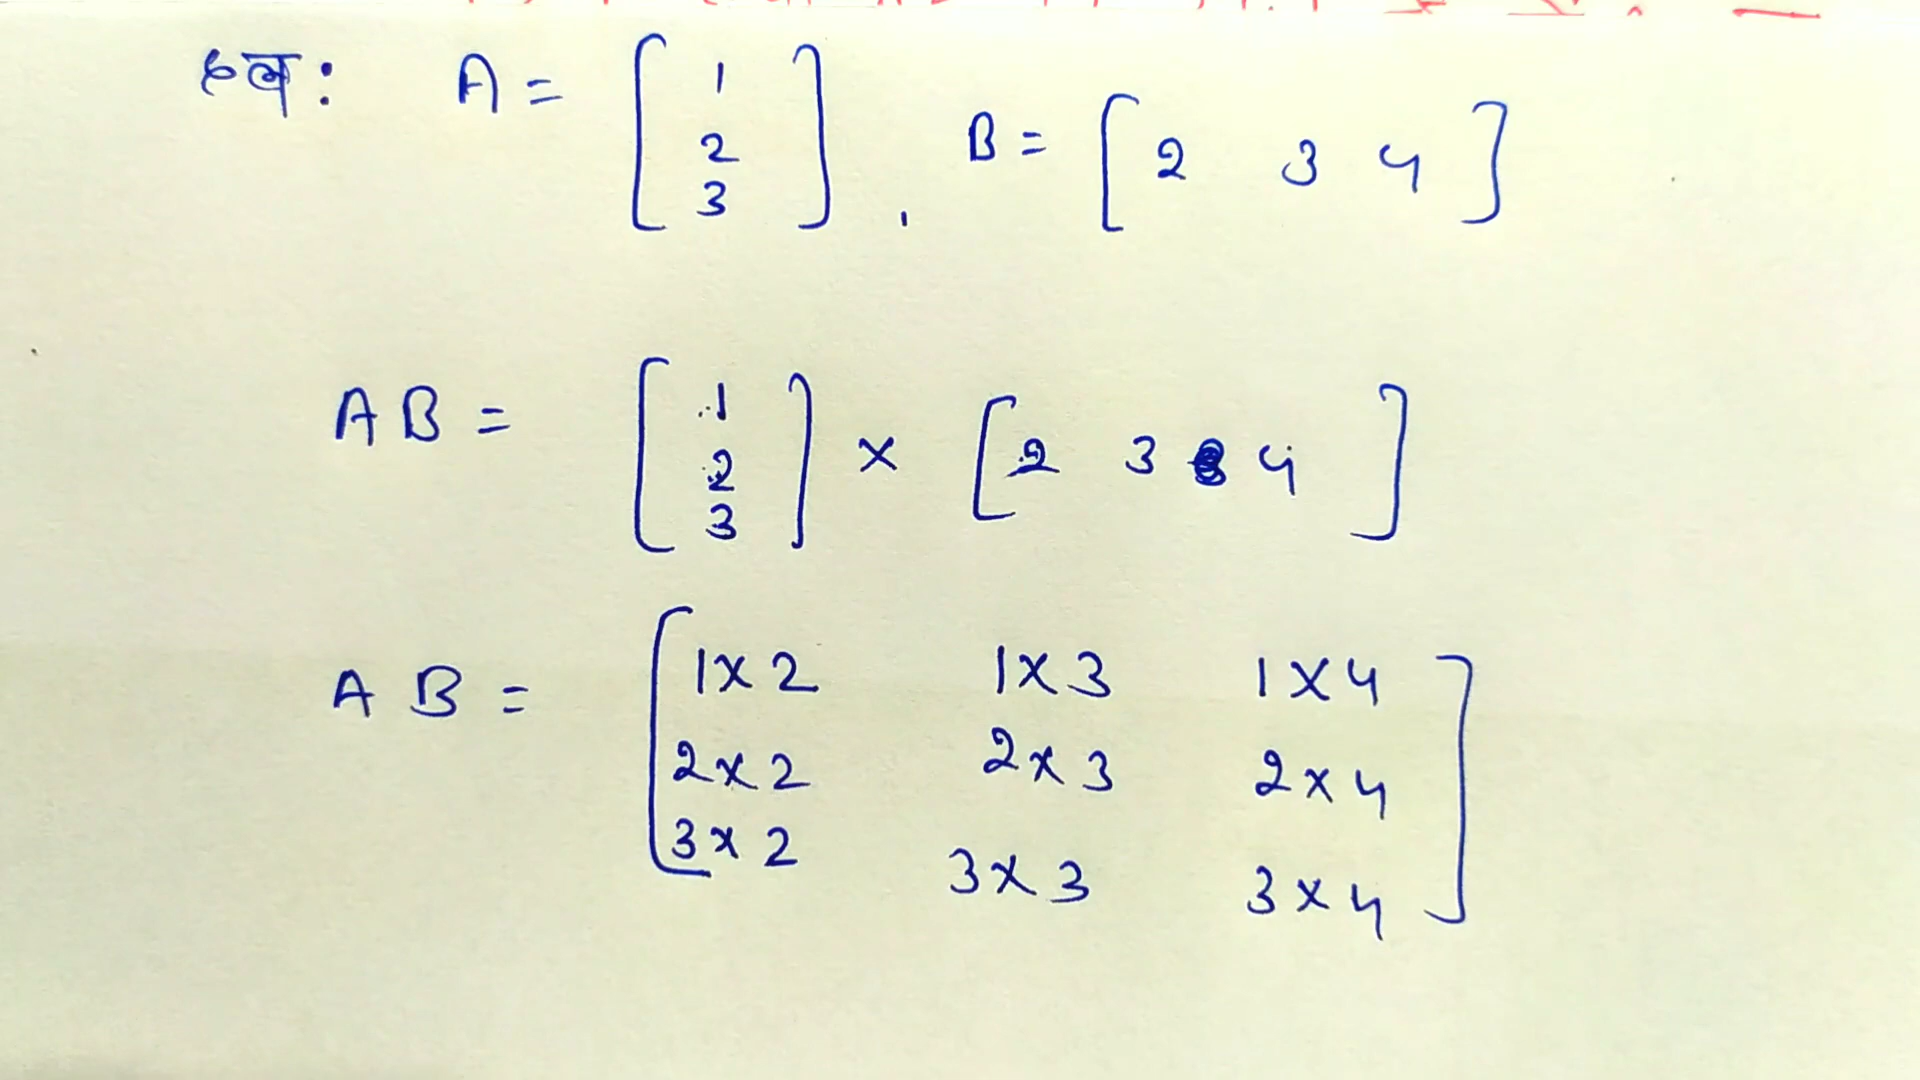 हल: A = [ 1 2 3 ] , B = [ 2 3 4 ]
AB = [ 1 2 3 ] × [ 2 3 4 ]
AB = [ 1×2 1×3 1×4
2×2 2×3 2×4
3×2 3×3 3×4 ]